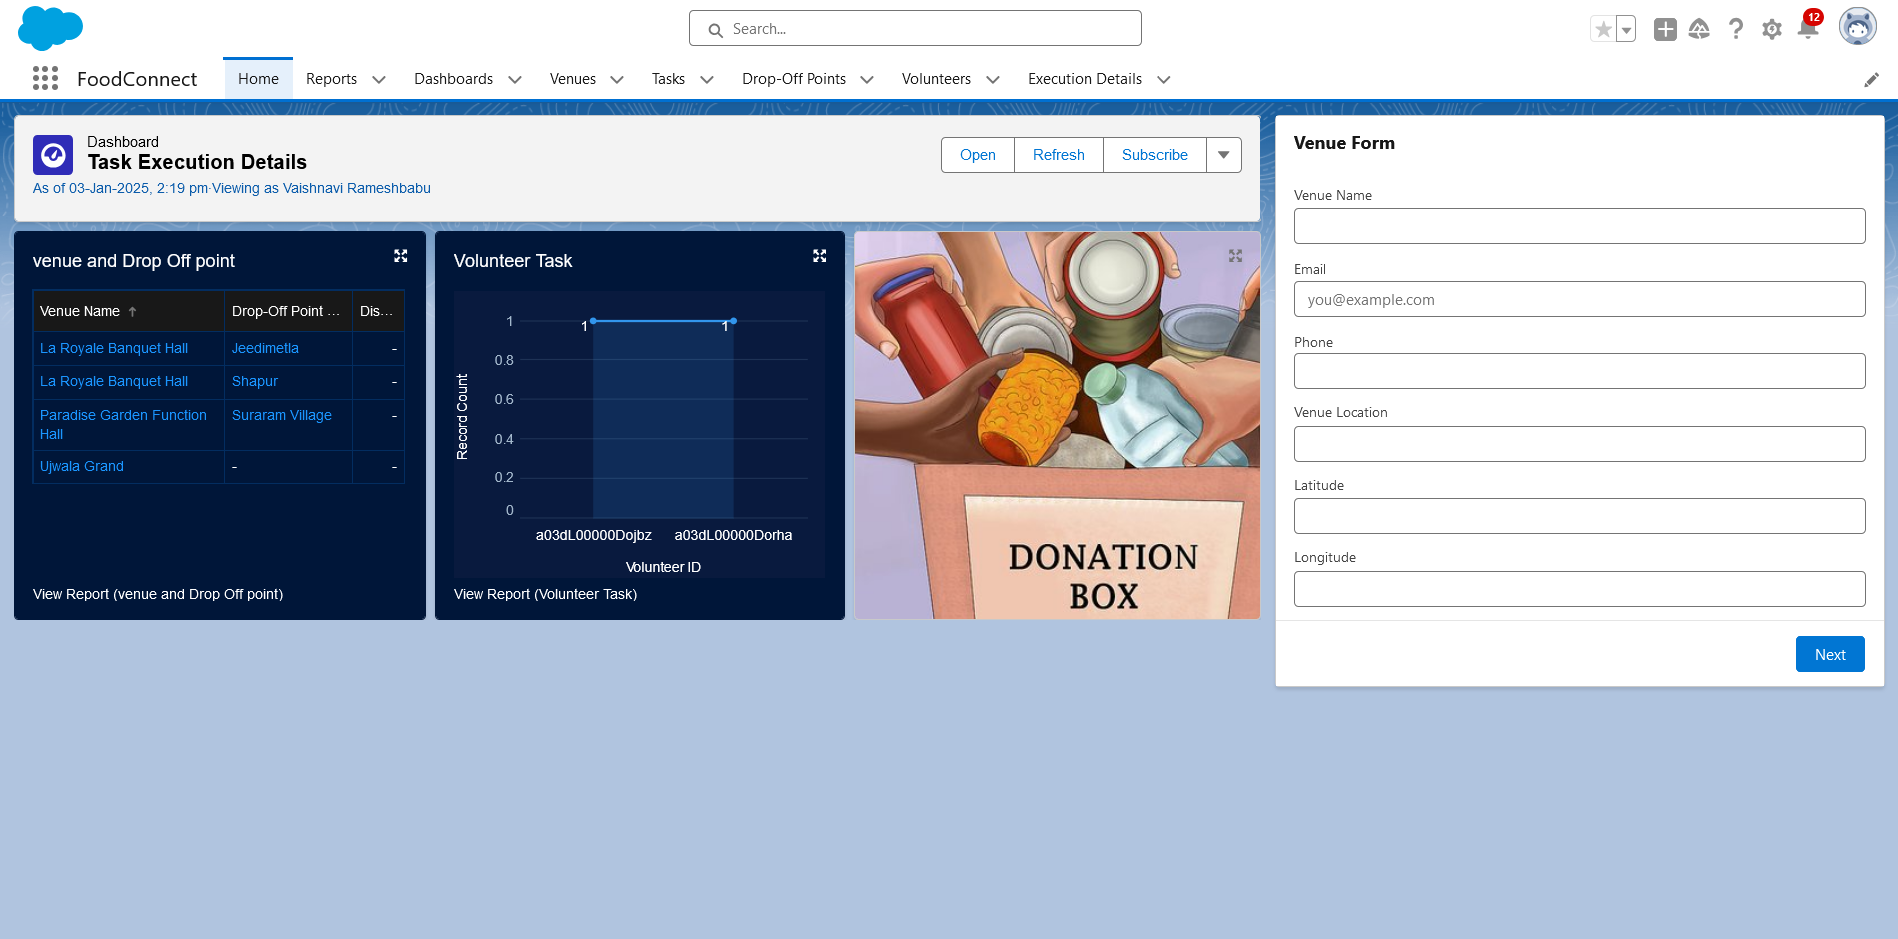 Search...
12
FoodConnect
Home
Reports
Dashboards
Venues
Tasks
Drop-Off Points
Volunteers
Execution Details
Dashboard
Task Execution Details
As of 03-Jan-2025, 2:19 pm·Viewing as Vaishnavi Rameshbabu
Open
Refresh
Subscribe
venue and Drop Off point
Venue Name ↑
Drop-Off Point ...
Dis...
La Royale Banquet Hall
Jeedimetla
-
La Royale Banquet Hall
Shapur
-
Paradise Garden Function
Hall
Suraram Village
-
Ujwala Grand
-
-
View Report (venue and Drop Off point)
Volunteer Task
Record Count
1
0.8
0.6
0.4
0.2
0
1
1
a03dL00000Dojbz
a03dL00000Dorha
Volunteer ID
View Report (Volunteer Task)
DONATION
BOX
Venue Form
Venue Name
Email
you@example.com
Phone
Venue Location
Latitude
Longitude
Next